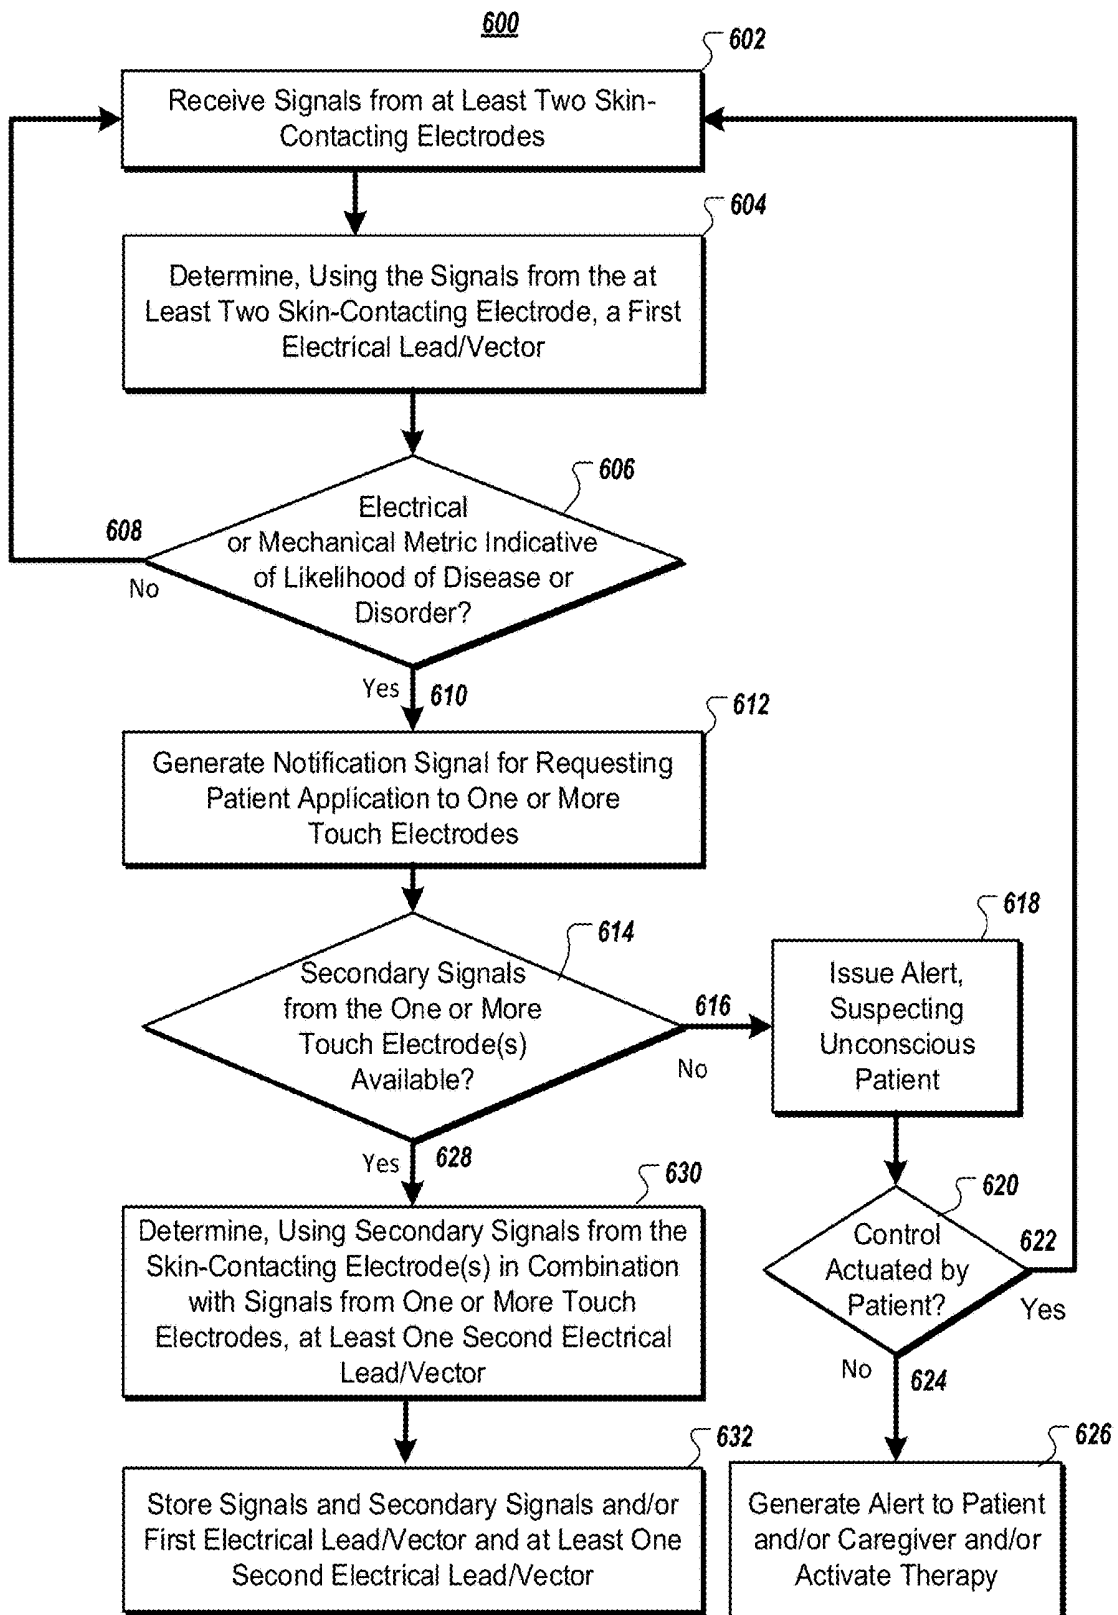 600
602
Receive Signals from at Least Two Skin-
Contacting Electrodes
604
Determine, Using the Signals from the at
Least Two Skin-Contacting Electrode, a First
Electrical Lead/Vector
606
Electrical
or Mechanical Metric Indicative
of Likelihood of Disease or
Disorder?
608
No
Yes
610
612
Generate Notification Signal for Requesting
Patient Application to One or More
Touch Electrodes
614
Secondary Signals
from the One or More
Touch Electrode(s)
Available?
616
No
618
Issue Alert,
Suspecting
Unconscious
Patient
620
Control
Actuated by
Patient?
622
Yes
No
624
626
Generate Alert to Patient
and/or Caregiver and/or
Activate Therapy
Yes
628
630
Determine, Using Secondary Signals from the
Skin-Contacting Electrode(s) in Combination
with Signals from One or More Touch
Electrodes, at Least One Second Electrical
Lead/Vector
632
Store Signals and Secondary Signals and/or
First Electrical Lead/Vector and at Least One
Second Electrical Lead/Vector